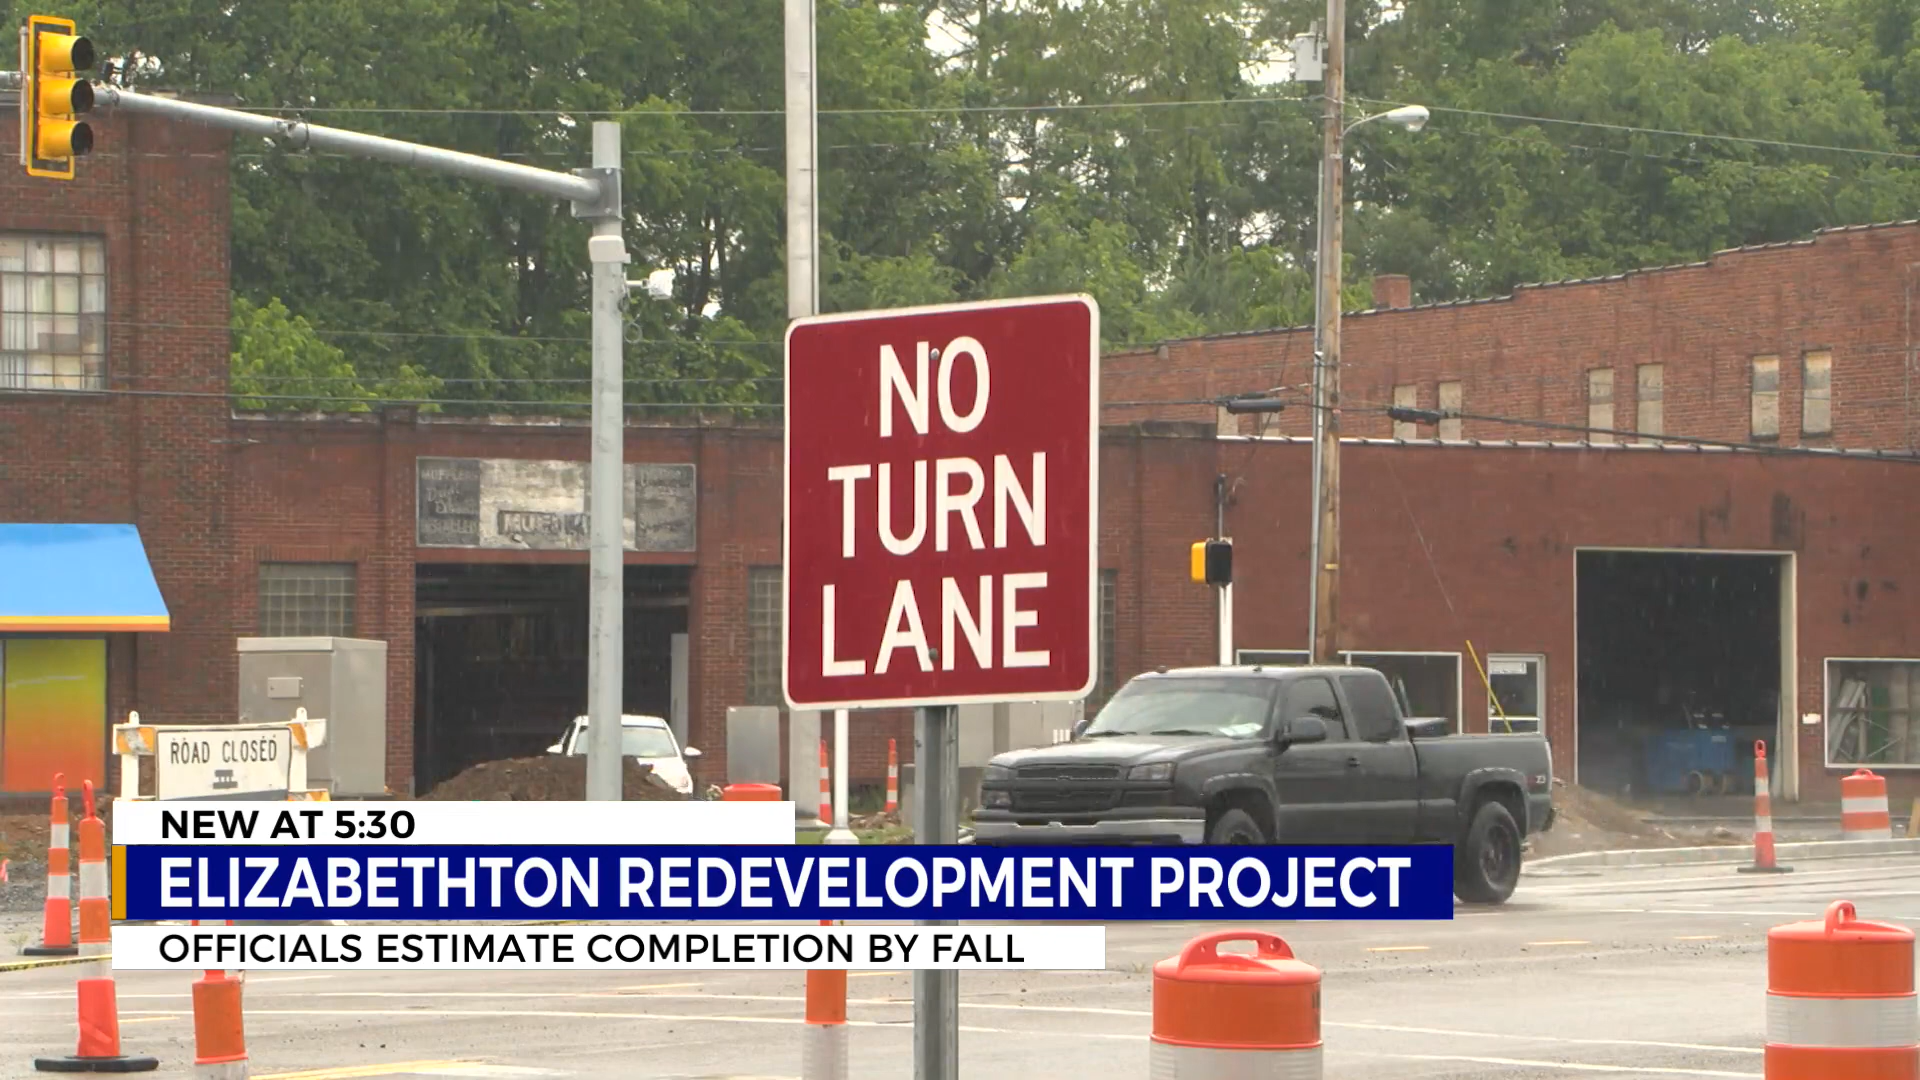 NO
TURN
LANE
ROAD CLOSED
NEW AT 5:30
ELIZABETHTON REDEVELOPMENT PROJECT
OFFICIALS ESTIMATE COMPLETION BY FALL